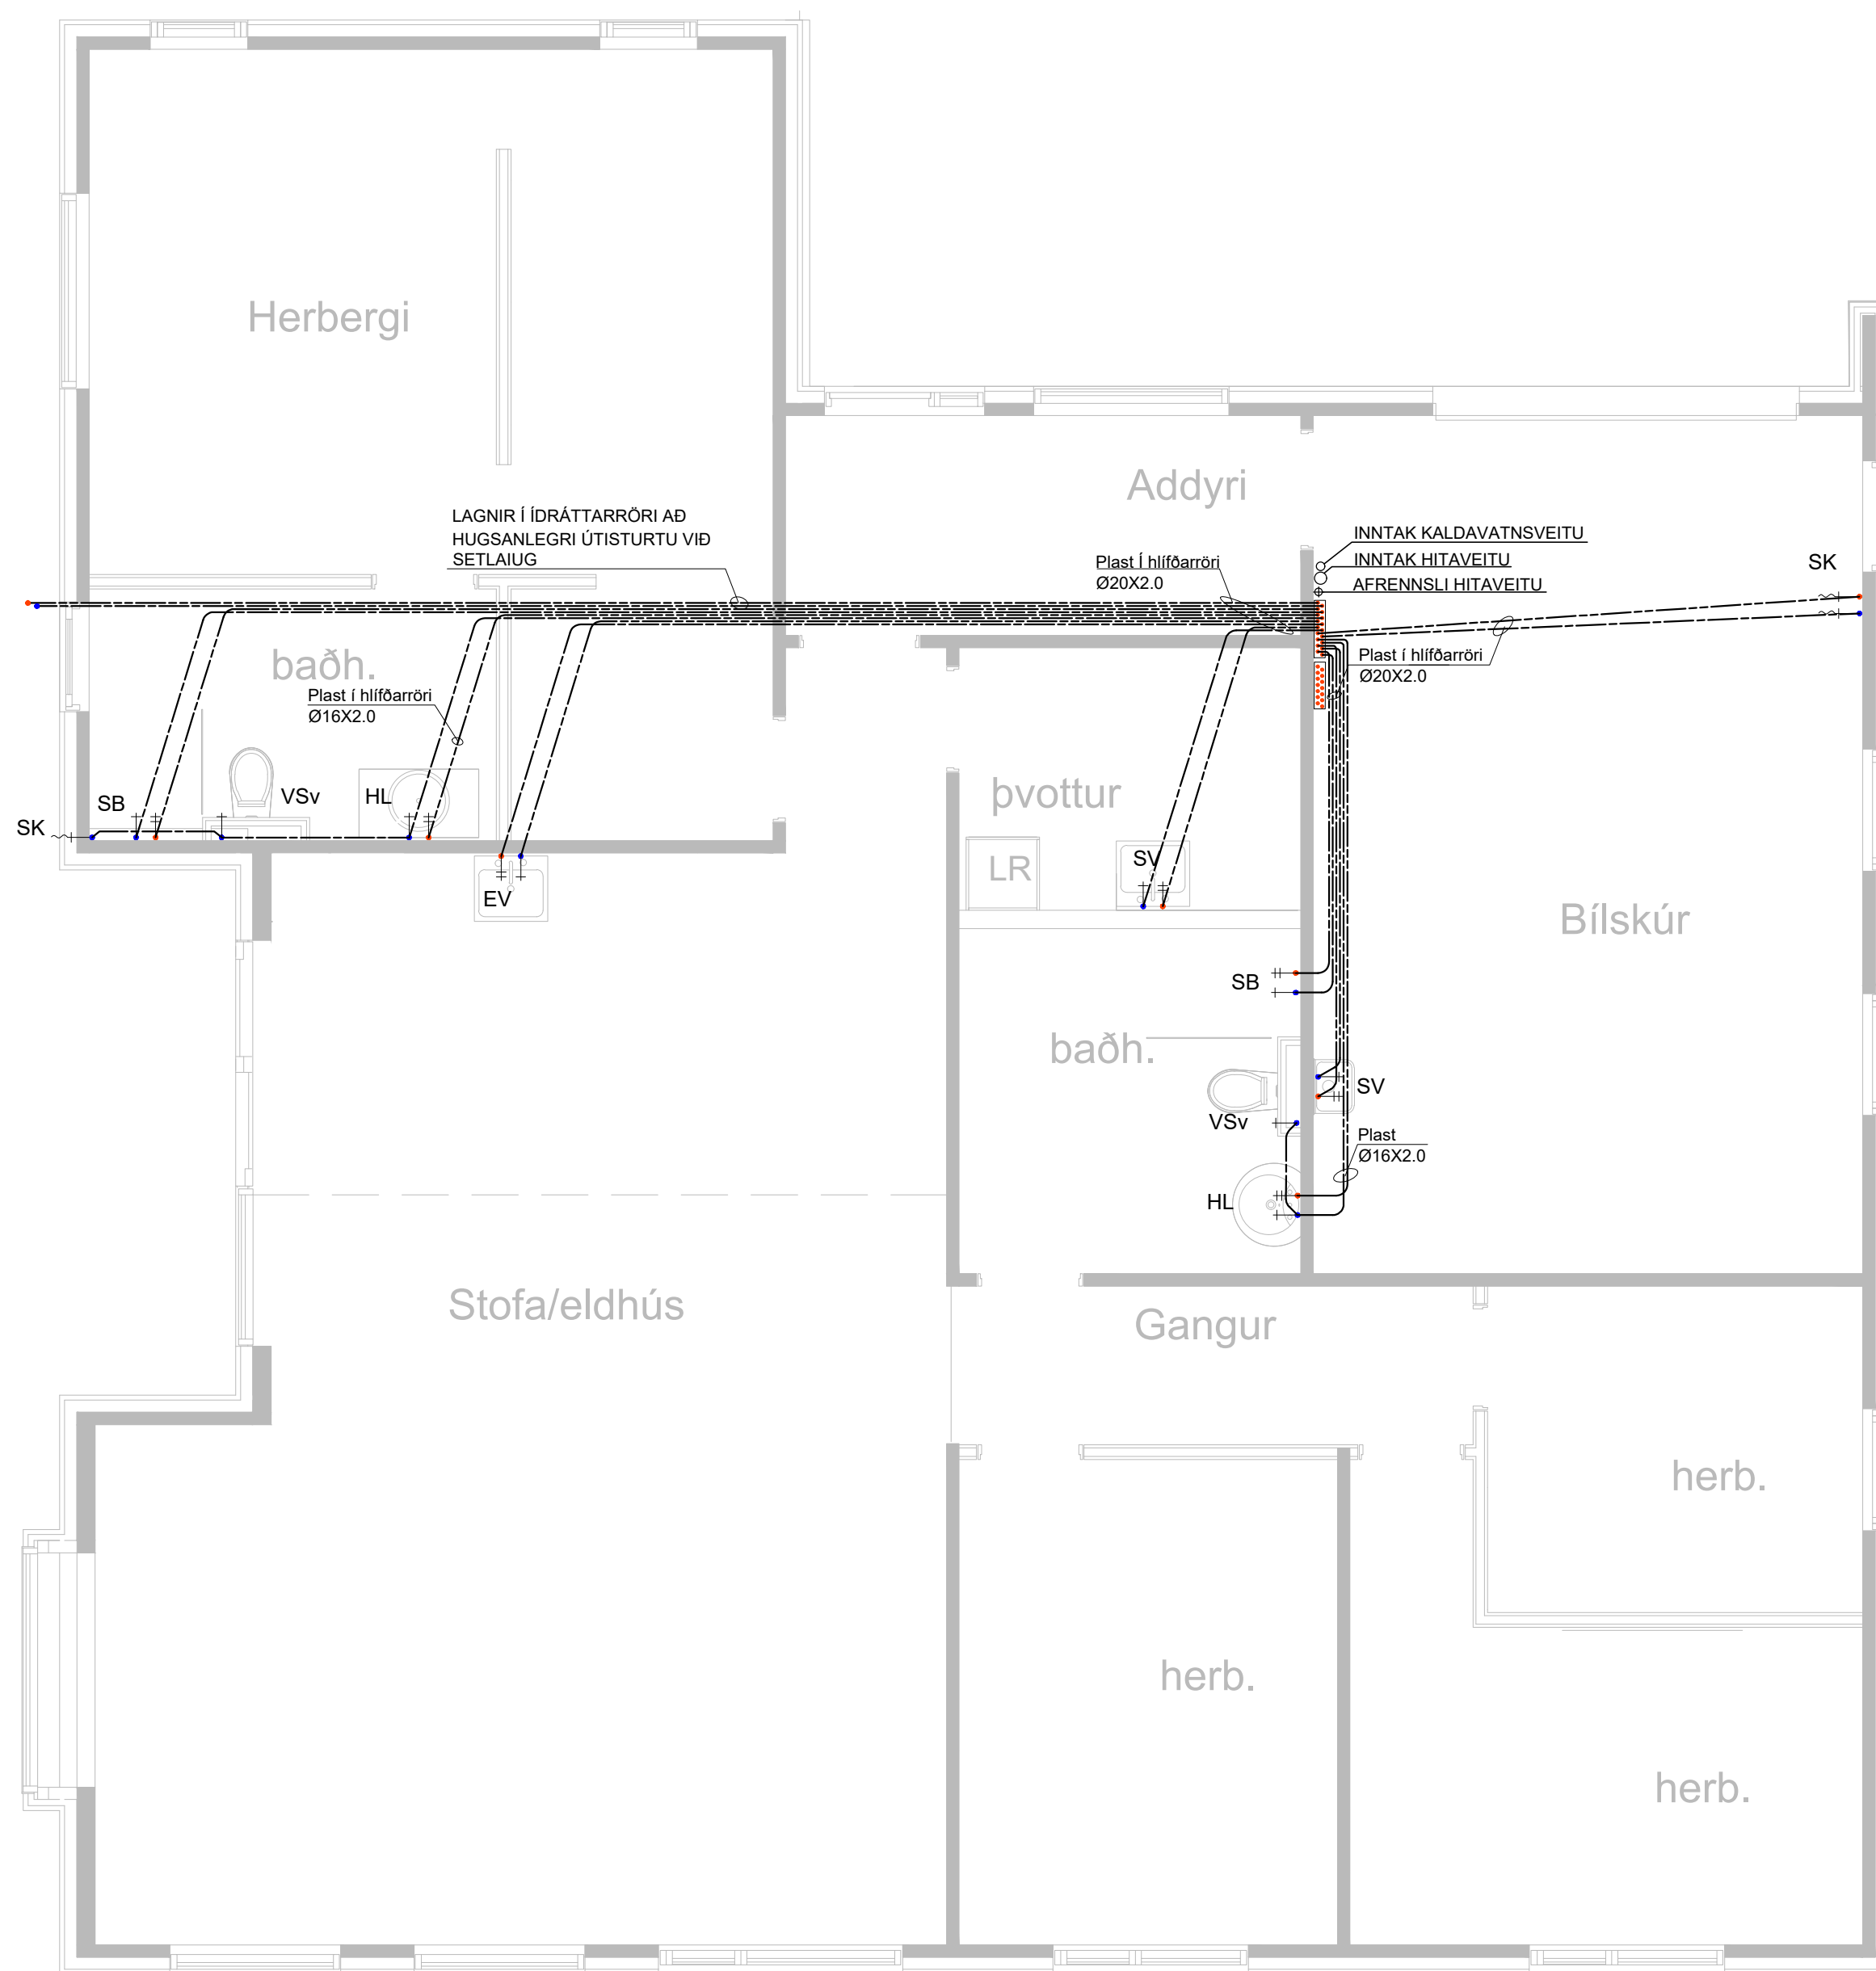 Herbergi
Addyri
LAGNIR Í ÍDRÁTTARRÖRI AÐ
HUGSANLEGRI ÚTISTURTU VIÐ
SETLAIUG
Plast Í hlífðarröri
Ø20X2.0
INNTAK KALDAVATNSVEITU
INNTAK HITAVEITU
AFRENNSLI HITAVEITU
SK
baðh.
Plast í hlífðarröri
Ø16X2.0
Plast í hlífðarröri
Ø20X2.0
SB
VSv
HL
SK
þvottur
EV
LR
SV
Bílskúr
SB
baðh.
SV
VSv
Plast
Ø16X2.0
HL
Stofa/eldhús
Gangur
herb.
herb.
herb.